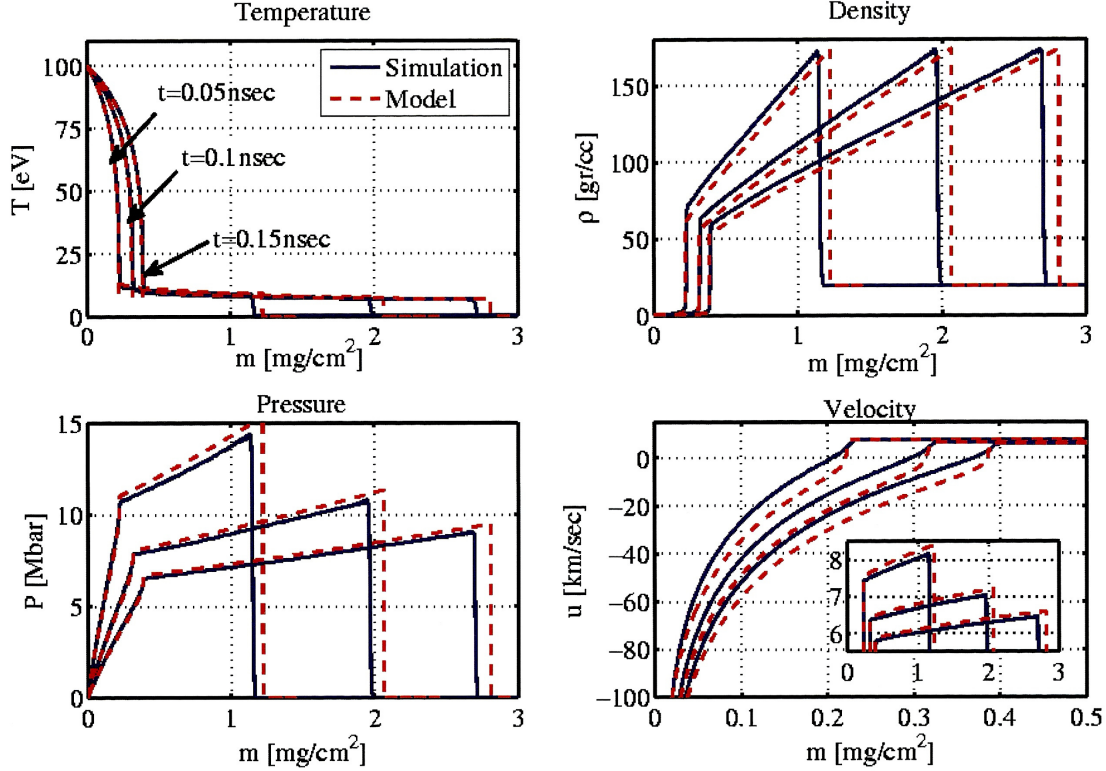 Temperature
T [eV]
100
75
50
25
0
Simulation
Model
t=0.05nsec
t=0.1nsec
t=0.15nsec
0 1 2 3
m [mg/cm²]
Density
ρ [gr/cc]
150
100
50
0
0 1 2 3
m [mg/cm²]
Pressure
P [Mbar]
15
10
5
0
0 1 2 3
m [mg/cm²]
Velocity
u [km/sec]
0
−20
−40
−60
−80
−100
8
7
6
0 1 2 3
0 0.1 0.2 0.3 0.4 0.5
m [mg/cm²]